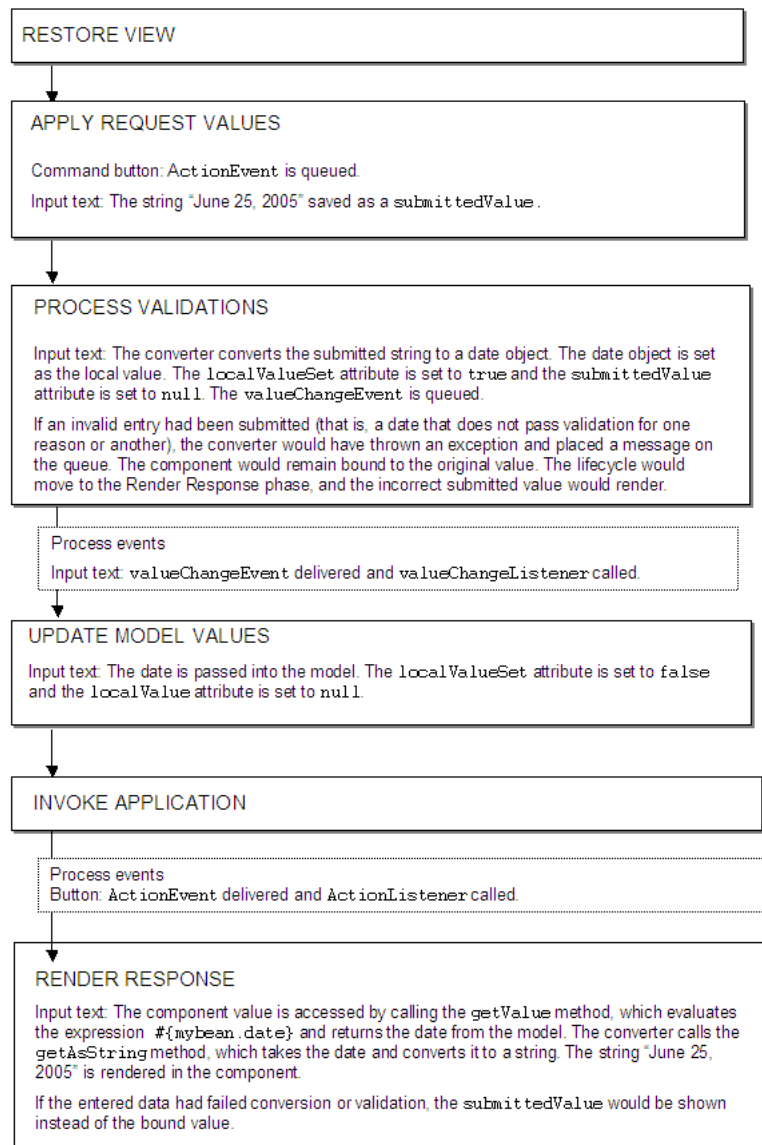 RESTORE VIEW
APPLY REQUEST VALUES
Command button: ActionEvent is queued.
Input text: The string “June 25, 2005” saved as a submittedValue.
PROCESS VALIDATIONS
Input text: The converter converts the submitted string to a date object. The date object is set
as the local value. The localValueSet attribute is set to true and the submittedValue
attribute is set to null. The valueChangeEvent is queued.
If an invalid entry had been submitted (that is, a date that does not pass validation for one
reason or another), the converter would have thrown an exception and placed a message on
the queue. The component would remain bound to the original value. The lifecycle would
move to the Render Response phase, and the incorrect submitted value would render.
Process events
Input text: valueChangeEvent delivered and valueChangeListener called.
UPDATE MODEL VALUES
Input text: The date is passed into the model. The localValueSet attribute is set to false
and the localValue attribute is set to null.
INVOKE APPLICATION
Process events
Button: ActionEvent delivered and ActionListener called.
RENDER RESPONSE
Input text: The component value is accessed by calling the getValue method, which evaluates
the expression #{mybean.date} and returns the date from the model. The converter calls the
getAsString method, which takes the date and converts it to a string. The string “June 25,
2005” is rendered in the component.
If the entered data had failed conversion or validation, the submittedValue would be shown
instead of the bound value.